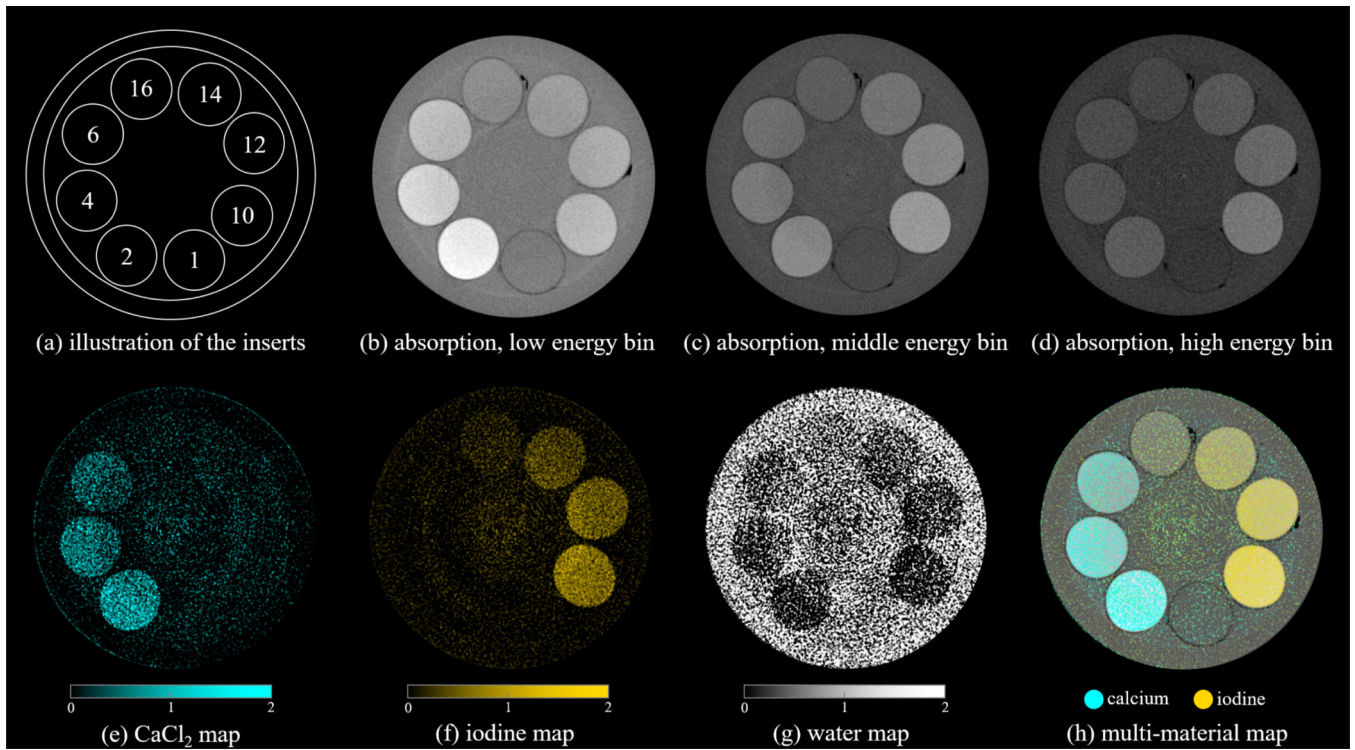 16 14
6 12
4 10
2 1
(a) illustration of the inserts
(b) absorption, low energy bin
(c) absorption, middle energy bin
(d) absorption, high energy bin
0 1 2
(e) CaCl₂ map
0 1 2
(f) iodine map
0 1 2
(g) water map
calcium iodine
(h) multi-material map